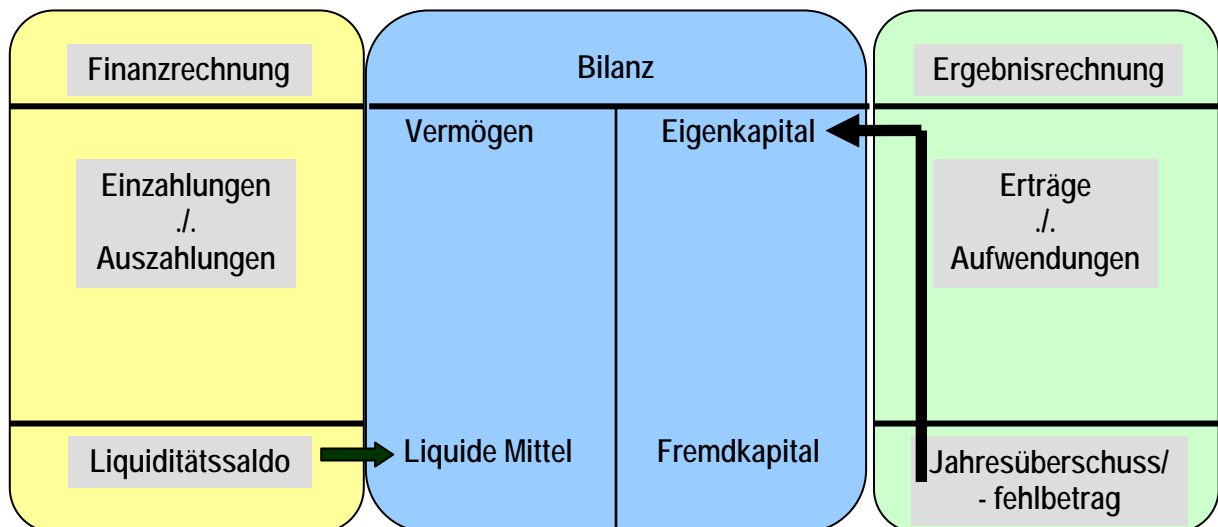 Finanzrechnung
Einzahlungen
./.
Auszahlungen
Liquiditätssaldo
Bilanz
Vermögen
Eigenkapital
Liquide Mittel
Fremdkapital
Ergebnisrechnung
Erträge
./.
Aufwendungen
Jahresüberschuss/
- fehlbetrag